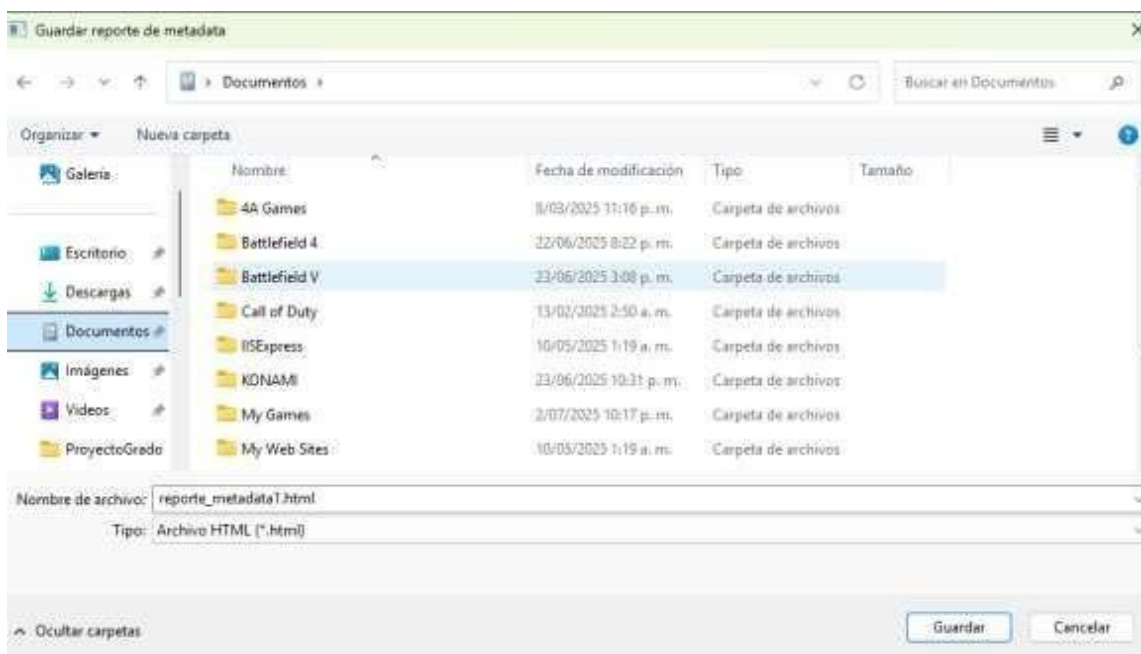 Guardar reporte de metadata
Documentos
Buscar en Documentos
Organizar
Nueva carpeta
Galería
Nombre
Fecha de modificación
Tipo
Tamaño
4A Games
8/03/2025 11:16 p. m.
Carpeta de archivos
Escritorio
Battlefield 4
22/06/2025 8:22 p. m.
Carpeta de archivos
Descargas
Battlefield V
23/06/2025 3:08 p. m.
Carpeta de archivos
Documentos
Call of Duty
13/02/2025 2:50 a. m.
Carpeta de archivos
IISExpress
10/05/2025 1:19 a. m.
Carpeta de archivos
Imágenes
KONAMI
23/06/2025 10:31 p. m.
Carpeta de archivos
Videos
My Games
2/07/2025 10:17 p. m.
Carpeta de archivos
ProyectoGrado
My Web Sites
10/05/2025 1:19 a. m.
Carpeta de archivos
Nombre de archivo: reporte_metadata1.html
Tipo: Archivo HTML (*.html)
Ocultar carpetas
Guardar
Cancelar